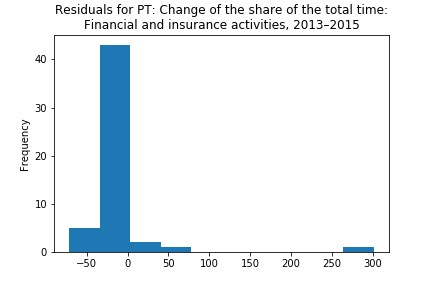 Residuals for PT: Change of the share of the total time:
Financial and insurance activities, 2013–2015
Frequency
40
30
20
10
0
−50 0 50 100 150 200 250 300